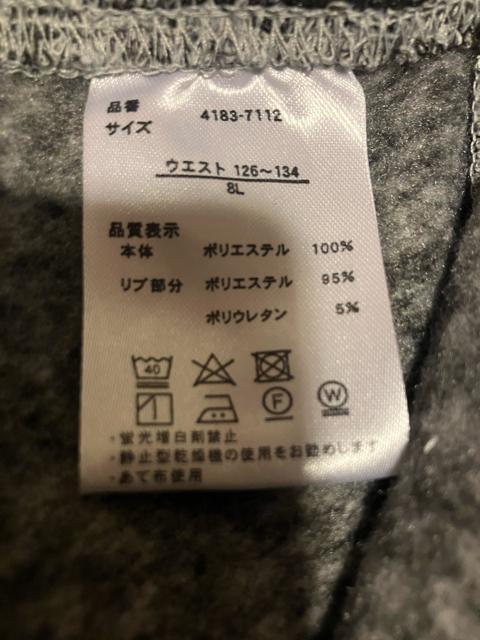 品番 4183-7112
サイズ
ウエスト 126～134
8L
品質表示
本体 ポリエステル 100%
リブ部分 ポリエステル 95%
ポリウレタン 5%
40
F
W
・蛍光増白剤禁止
・静止型乾燥機の使用をお勧めします
・あて布使用